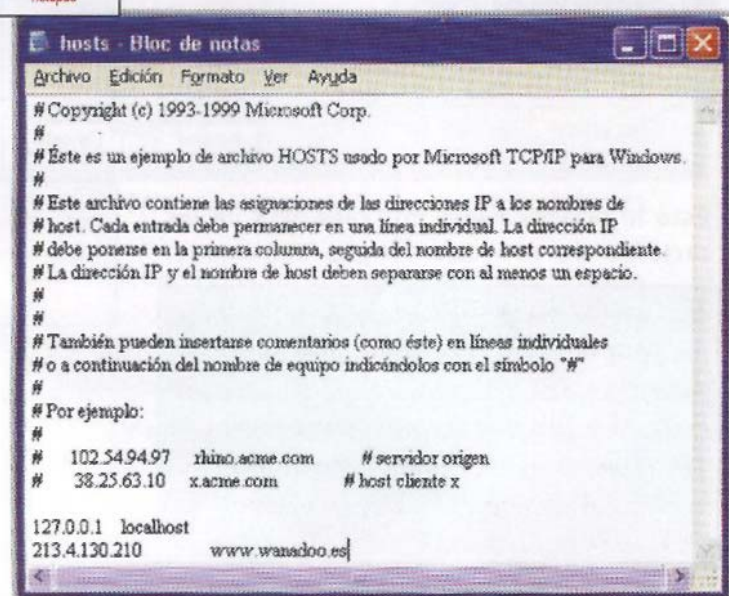 notepad
hosts - Bloc de notas
Archivo Edición Formato Ver Ayuda
# Copyright (c) 1993-1999 Microsoft Corp.
#
# Éste es un ejemplo de archivo HOSTS usado por Microsoft TCP/IP para Windows.
#
# Este archivo contiene las asignaciones de las direcciones IP a los nombres de
# host. Cada entrada debe permanecer en una línea individual. La dirección IP
# debe ponerse en la primera columna, seguida del nombre de host correspondiente.
# La dirección IP y el nombre de host deben separarse con al menos un espacio.
#
#
# También pueden insertarse comentarios (como éste) en líneas individuales
# o a continuación del nombre de equipo indicándolos con el símbolo "#"
#
# Por ejemplo:
#
# 102.54.94.97 rhino.acme.com # servidor origen
# 38.25.63.10 x.acme.com # host cliente x
127.0.0.1 localhost
213.4.130.210 www.wanadoo.es